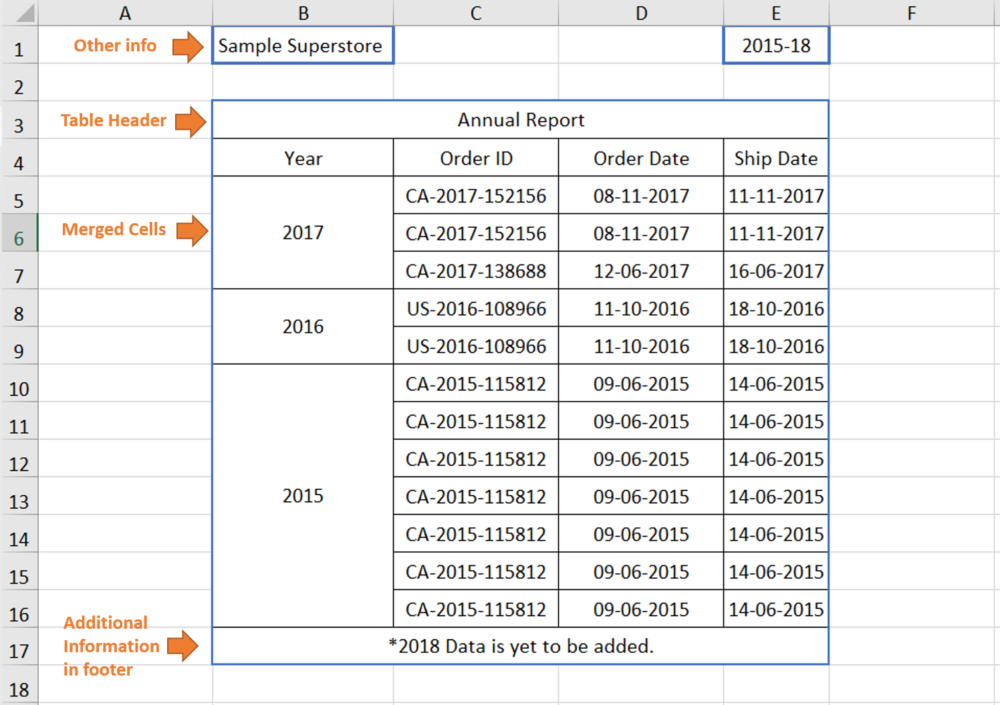 A B C D E F
1 Other info Sample Superstore 2015-18
2
3 Table Header Annual Report
4 Year Order ID Order Date Ship Date
5 CA-2017-152156 08-11-2017 11-11-2017
6 Merged Cells 2017 CA-2017-152156 08-11-2017 11-11-2017
7 CA-2017-138688 12-06-2017 16-06-2017
8 US-2016-108966 11-10-2016 18-10-2016
2016
9 US-2016-108966 11-10-2016 18-10-2016
10 CA-2015-115812 09-06-2015 14-06-2015
11 CA-2015-115812 09-06-2015 14-06-2015
12 CA-2015-115812 09-06-2015 14-06-2015
13 2015 CA-2015-115812 09-06-2015 14-06-2015
14 CA-2015-115812 09-06-2015 14-06-2015
15 CA-2015-115812 09-06-2015 14-06-2015
16 CA-2015-115812 09-06-2015 14-06-2015
Additional
17 Information *2018 Data is yet to be added.
in footer
18